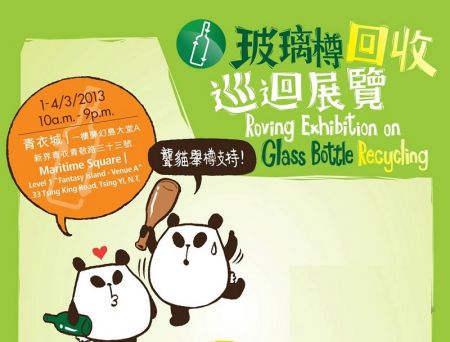 玻璃樽回收
巡迴展覽
Roving Exhibition on
Glass Bottle Recycling
1-4/3/2013
10a.m. - 9p.m.
青衣城 | 一樓夢幻島大堂A
新界青衣青敬路三十三號
Maritime Square |
Level 1 "Fantasy Island - Venue A"
33 Tsing King Road, Tsing Yi, N.T.
聾貓舉樽支持!